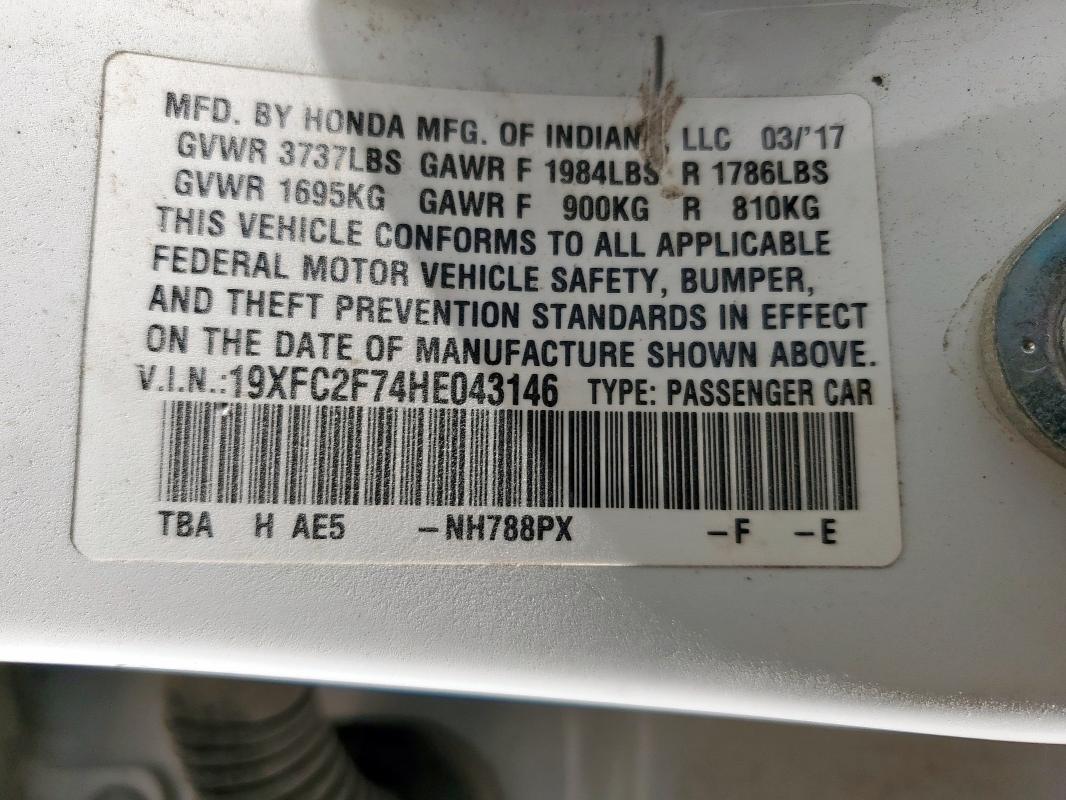 MFD. BY HONDA MFG. OF INDIAN , LLC 03/'17
GVWR 3737LBS GAWR F 1984LBS R 1786LBS
GVWR 1695KG GAWR F 900KG R 810KG
THIS VEHICLE CONFORMS TO ALL APPLICABLE
FEDERAL MOTOR VEHICLE SAFETY, BUMPER,
AND THEFT PREVENTION STANDARDS IN EFFECT
ON THE DATE OF MANUFACTURE SHOWN ABOVE.
V.I.N.:19XFC2F74HE043146 TYPE: PASSENGER CAR
TBA H AE5 –NH788PX –F –E